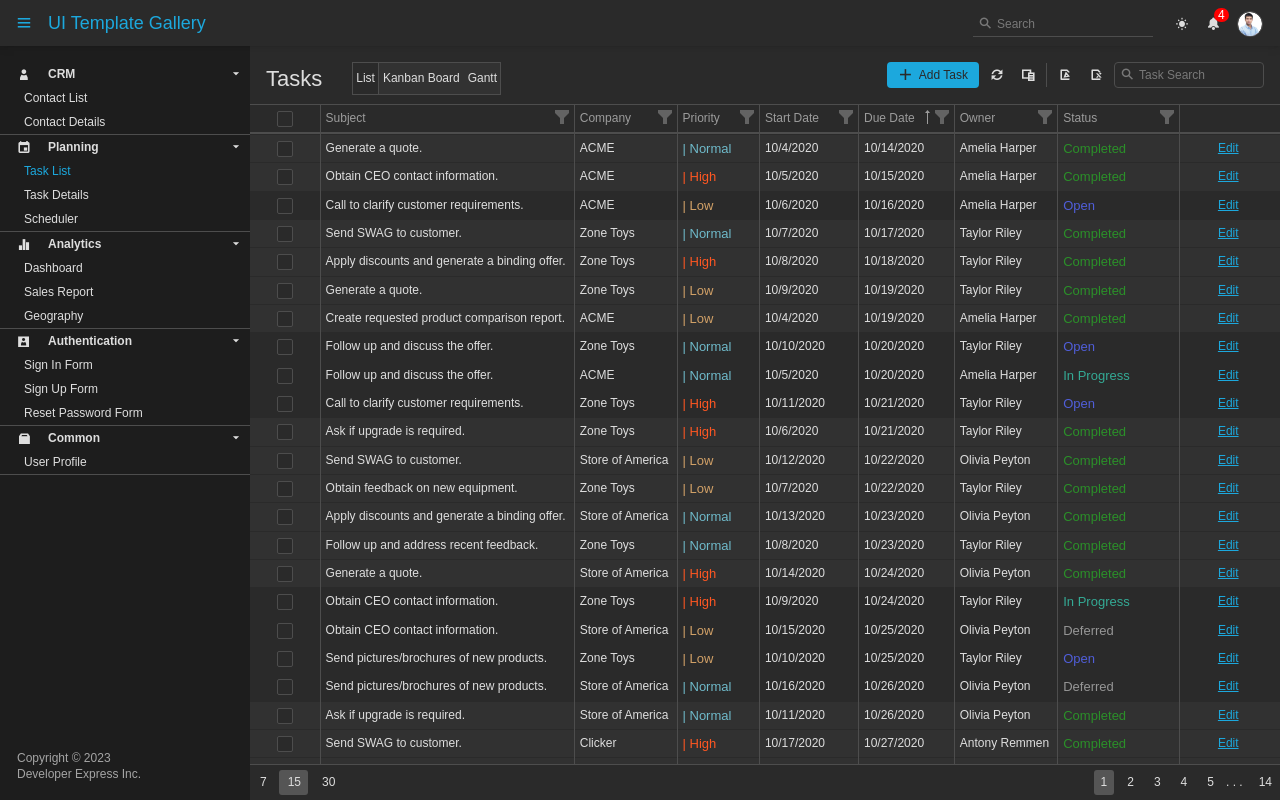 UI Template Gallery
Search
4
CRM
Contact List
Contact Details
Planning
Task List
Task Details
Scheduler
Analytics
Dashboard
Sales Report
Geography
Authentication
Sign In Form
Sign Up Form
Reset Password Form
Common
User Profile
Copyright © 2023
Developer Express Inc.
Tasks List Kanban Board Gantt Add Task Task Search
Subject Company Priority Start Date Due Date Owner Status
Generate a quote. ACME | Normal 10/4/2020 10/14/2020 Amelia Harper Completed Edit
Obtain CEO contact information. ACME | High 10/5/2020 10/15/2020 Amelia Harper Completed Edit
Call to clarify customer requirements. ACME | Low 10/6/2020 10/16/2020 Amelia Harper Open Edit
Send SWAG to customer. Zone Toys | Normal 10/7/2020 10/17/2020 Taylor Riley Completed Edit
Apply discounts and generate a binding offer. Zone Toys | High 10/8/2020 10/18/2020 Taylor Riley Completed Edit
Generate a quote. Zone Toys | Low 10/9/2020 10/19/2020 Taylor Riley Completed Edit
Create requested product comparison report. ACME | Low 10/4/2020 10/19/2020 Amelia Harper Completed Edit
Follow up and discuss the offer. Zone Toys | Normal 10/10/2020 10/20/2020 Taylor Riley Open Edit
Follow up and discuss the offer. ACME | Normal 10/5/2020 10/20/2020 Amelia Harper In Progress Edit
Call to clarify customer requirements. Zone Toys | High 10/11/2020 10/21/2020 Taylor Riley Open Edit
Ask if upgrade is required. Zone Toys | High 10/6/2020 10/21/2020 Taylor Riley Completed Edit
Send SWAG to customer. Store of America | Low 10/12/2020 10/22/2020 Olivia Peyton Completed Edit
Obtain feedback on new equipment. Zone Toys | Low 10/7/2020 10/22/2020 Taylor Riley Completed Edit
Apply discounts and generate a binding offer. Store of America | Normal 10/13/2020 10/23/2020 Olivia Peyton Completed Edit
Follow up and address recent feedback. Zone Toys | Normal 10/8/2020 10/23/2020 Taylor Riley Completed Edit
Generate a quote. Store of America | High 10/14/2020 10/24/2020 Olivia Peyton Completed Edit
Obtain CEO contact information. Zone Toys | High 10/9/2020 10/24/2020 Taylor Riley In Progress Edit
Obtain CEO contact information. Store of America | Low 10/15/2020 10/25/2020 Olivia Peyton Deferred Edit
Send pictures/brochures of new products. Zone Toys | Low 10/10/2020 10/25/2020 Taylor Riley Open Edit
Send pictures/brochures of new products. Store of America | Normal 10/16/2020 10/26/2020 Olivia Peyton Deferred Edit
Ask if upgrade is required. Store of America | Normal 10/11/2020 10/26/2020 Olivia Peyton Completed Edit
Send SWAG to customer. Clicker | High 10/17/2020 10/27/2020 Antony Remmen Completed Edit
7 15 30 1 2 3 4 5 . . . 14